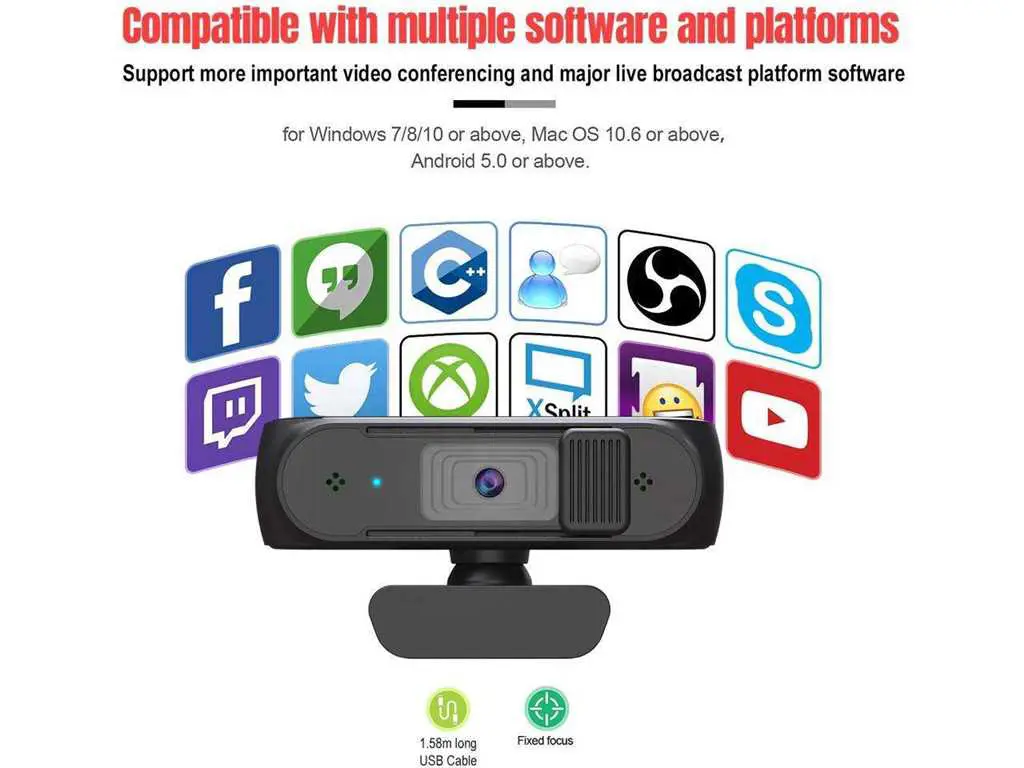 Compatible with multiple software and platforms
Support more important video conferencing and major live broadcast platform software
for Windows 7/8/10 or above, Mac OS 10.6 or above,
Android 5.0 or above.
C++
XSplit
1.58m long
USB Cable
Fixed focus